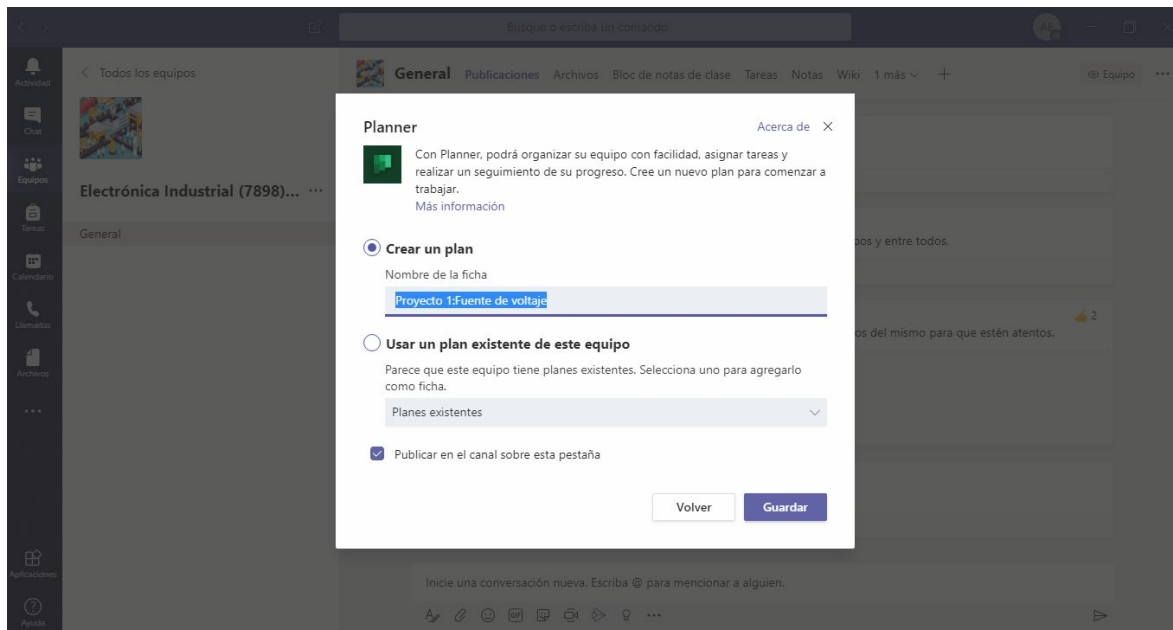 Busque o escriba un comando
AE
Actividad
Chat
Equipos
Tareas
Calendario
Llamadas
Archivos
Aplicaciones
Ayuda
Todos los equipos
Electrónica Industrial (7898)...
General
General Publicaciones Archivos Bloc de notas de clase Tareas Notas Wiki 1 más
Equipo
Planner
Acerca de
Con Planner, podrá organizar su equipo con facilidad, asignar tareas y
realizar un seguimiento de su progreso. Cree un nuevo plan para comenzar a
trabajar.
Más información
Crear un plan
Nombre de la ficha
Proyecto 1:Fuente de voltaje
Usar un plan existente de este equipo
Parece que este equipo tiene planes existentes. Selecciona uno para agregarlo
como ficha.
Planes existentes
Publicar en el canal sobre esta pestaña
Volver
Guardar
pos y entre todos,
2
os del mismo para que estén atentos.
Inicie una conversación nueva. Escriba @ para mencionar a alguien.
GIF